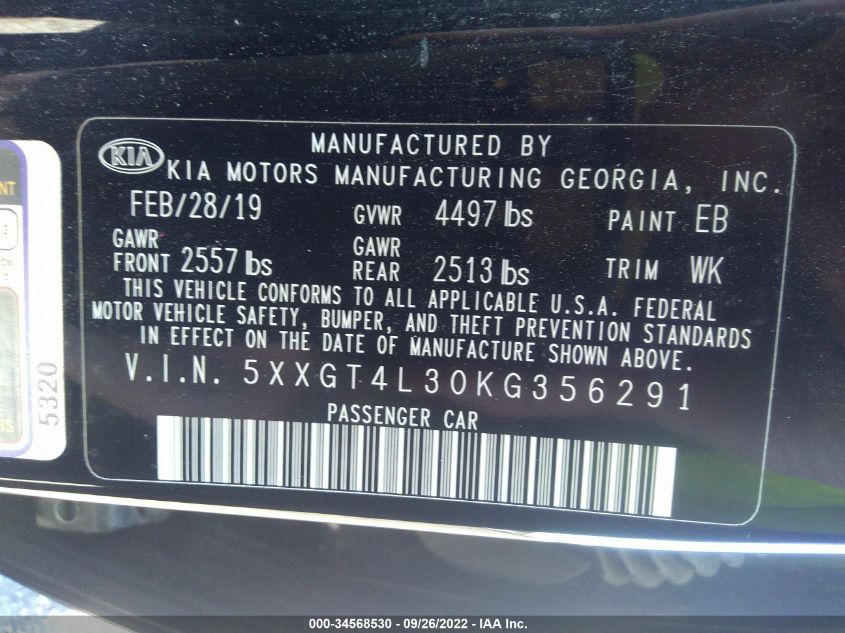 MANUFACTURED BY
KIA KIA MOTORS MANUFACTURING GEORGIA, INC.
FEB/28/19 GVWR 4497 lbs PAINT EB
GAWR FRONT 2557 lbs GAWR REAR 2513 lbs TRIM WK
THIS VEHICLE CONFORMS TO ALL APPLICABLE U.S.A. FEDERAL
MOTOR VEHICLE SAFETY, BUMPER, AND THEFT PREVENTION STANDARDS
IN EFFECT ON THE DATE OF MANUFACTURE SHOWN ABOVE.
V.I.N. 5XXGT4L30KG356291
PASSENGER CAR
5320
000-34568530 - 09/26/2022 - IAA Inc.